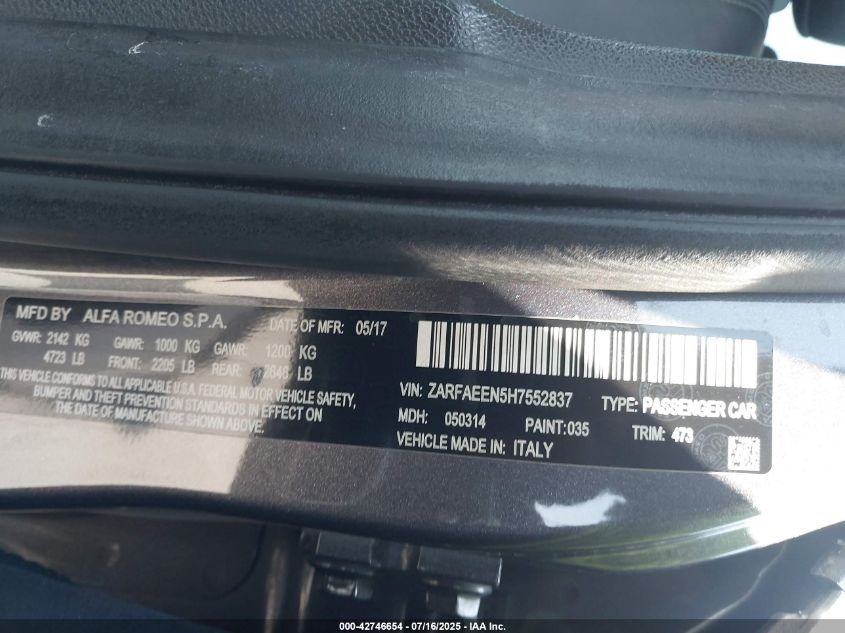 MFD BY ALFA ROMEO S.P.A. DATE OF MFR: 05/17
GVWR: 2142 KG GAWR: 1000 KG GAWR: 1200 KG
4723 LB FRONT: 2205 LB REAR: 2646 LB
THIS VEHICLE CONFORMS TO ALL APPLICABLE U.S.A. FEDERAL MOTOR VEHICLE SAFETY,
BUMPER AND THEFT PREVENTION STANDARDS IN EFFECT ON THE
DATE OF MANUFACTURE SHOWN ABOVE.
VIN: ZARFAEEN5H7552837 TYPE: PASSENGER CAR
MDH: 050314 PAINT:035 TRIM: 473
VEHICLE MADE IN: ITALY
000-42746654 - 07/16/2025 - IAA Inc.